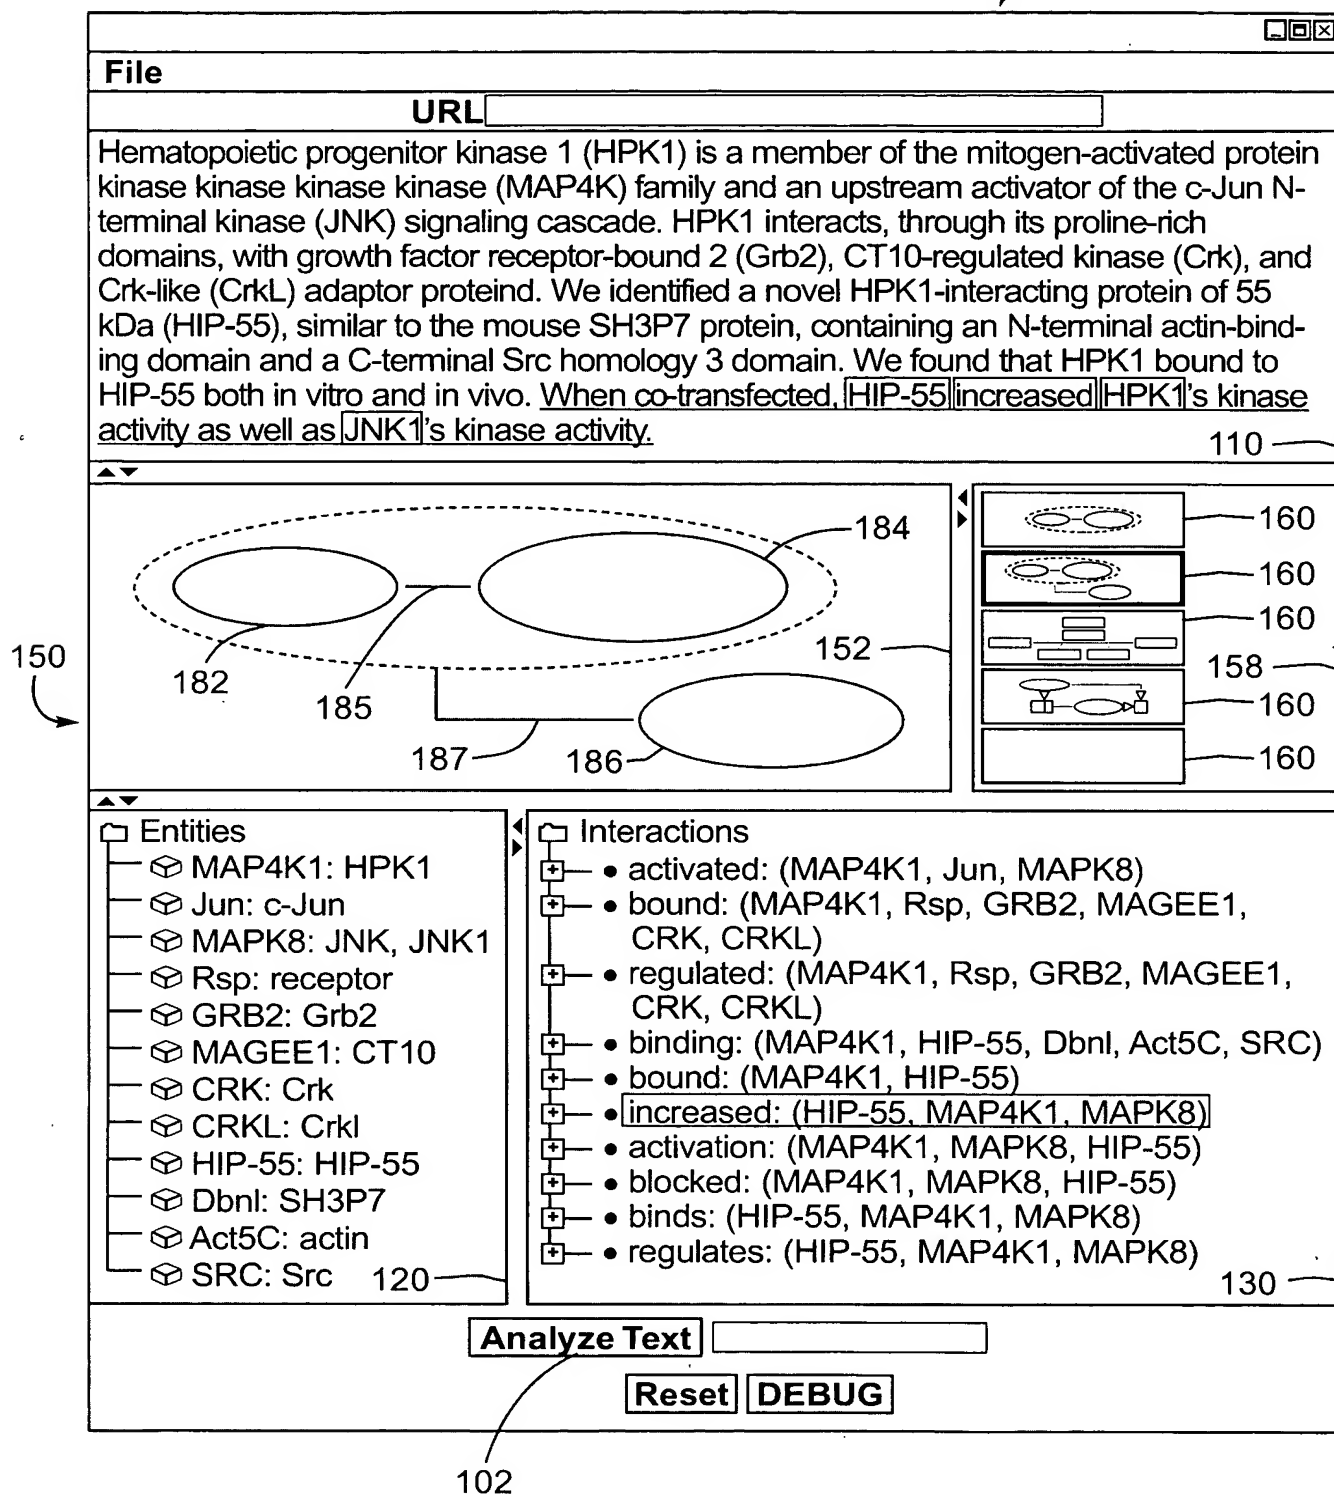 File
URL
Hematopoietic progenitor kinase 1 (HPK1) is a member of the mitogen-activated protein
kinase kinase kinase kinase (MAP4K) family and an upstream activator of the c-Jun N-
terminal kinase (JNK) signaling cascade. HPK1 interacts, through its proline-rich
domains, with growth factor receptor-bound 2 (Grb2), CT10-regulated kinase (Crk), and
Crk-like (CrkL) adaptor proteind. We identified a novel HPK1-interacting protein of 55
kDa (HIP-55), similar to the mouse SH3P7 protein, containing an N-terminal actin-bind-
ing domain and a C-terminal Src homology 3 domain. We found that HPK1 bound to
HIP-55 both in vitro and in vivo. When co-transfected, HIP-55 increased HPK1's kinase
activity as well as JNK1's kinase activity.
110
184
182
185
152
150
187
186
160
160
160
158
160
160
Entities
MAP4K1: HPK1
Jun: c-Jun
MAPK8: JNK, JNK1
Rsp: receptor
GRB2: Grb2
MAGEE1: CT10
CRK: Crk
CRKL: Crkl
HIP-55: HIP-55
Dbnl: SH3P7
Act5C: actin
SRC: Src
120
Interactions
activated: (MAP4K1, Jun, MAPK8)
bound: (MAP4K1, Rsp, GRB2, MAGEE1,
CRK, CRKL)
regulated: (MAP4K1, Rsp, GRB2, MAGEE1,
CRK, CRKL)
binding: (MAP4K1, HIP-55, Dbnl, Act5C, SRC)
bound: (MAP4K1, HIP-55)
increased: (HIP-55, MAP4K1, MAPK8)
activation: (MAP4K1, MAPK8, HIP-55)
blocked: (MAP4K1, MAPK8, HIP-55)
binds: (HIP-55, MAP4K1, MAPK8)
regulates: (HIP-55, MAP4K1, MAPK8)
130
Analyze Text
Reset DEBUG
102